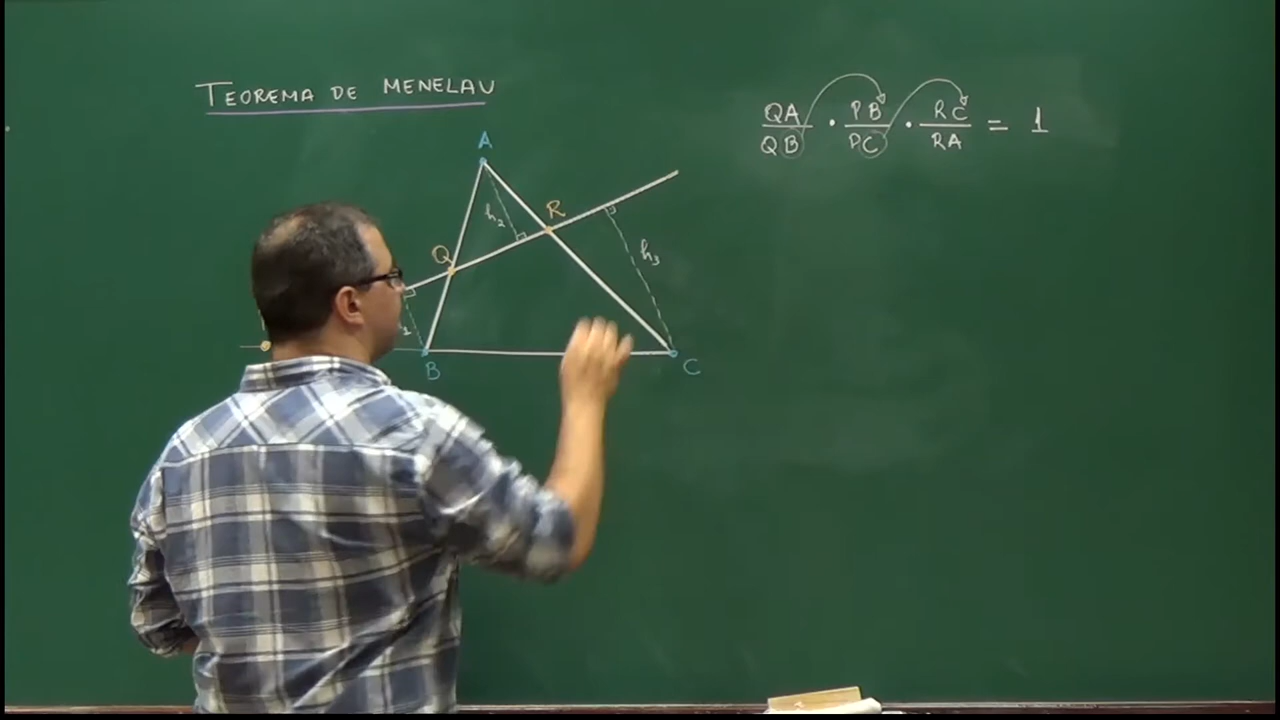 TEOREMA DE MENELAU
QA/QB · PB/PC · RC/RA = 1
A
R
h₂
Q
h₃
B
C